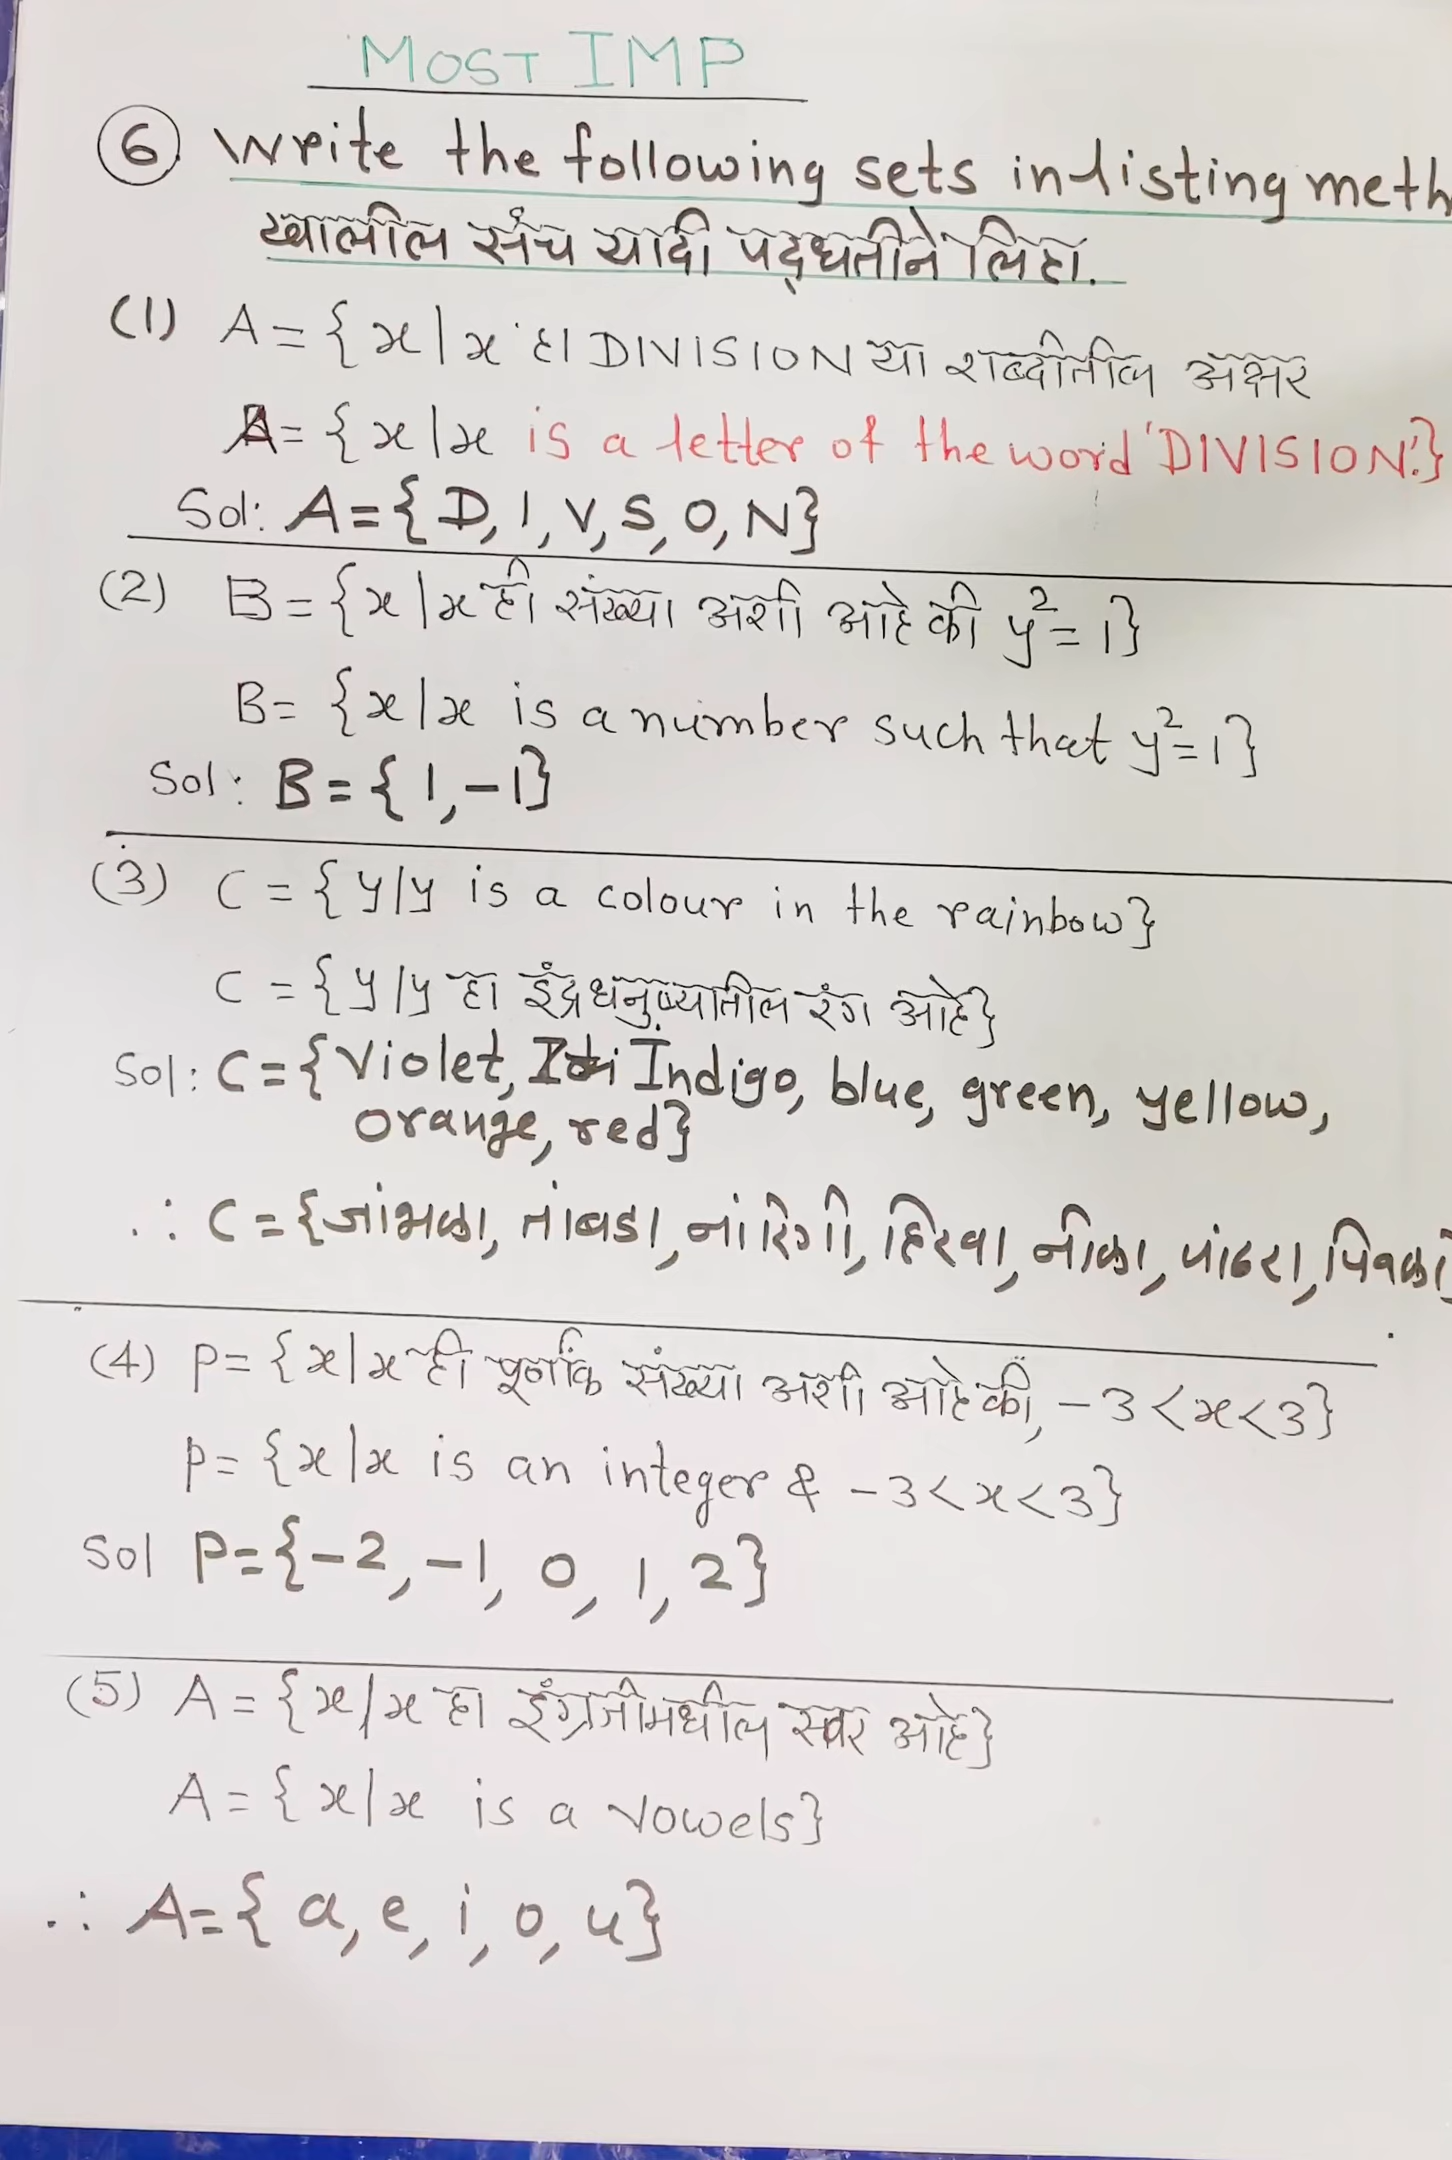 MOST IMP
6 Write the following sets in listing meth
खालील संच यादी पद्धतीने लिहा.
(1) A = {x | x हा DIVISION या शब्दातील अक्षर
A = {x | x is a letter of the word 'DIVISION'.}
Sol: A = {D, I, V, S, O, N}
(2) B = {x | x ही संख्या अशी आहे की y² = 1}
B = {x | x is a number such that y² = 1}
Sol: B = {1, -1}
(3) C = {y/y is a colour in the rainbow}
C = {y/y हा इंद्रधनुष्यातील रंग आहे}
Sol: C = {Violet, Indigo, blue, green, yellow,
orange, red}
∴ C = {जांभळा, तांबडा, नारिंगी, हिरवा, नीळा, पांढरा, पिवळा}
(4) P = {x | x ही पूर्णांक संख्या अशी आहे की, -3 < x < 3}
P = {x | x is an integer & -3 < x < 3}
Sol P = {-2, -1, 0, 1, 2}
(5) A = {x/x हा इंग्रजीमधील स्वर आहे}
A = {x/x is a vowels}
∴ A = {a, e, i, o, u}